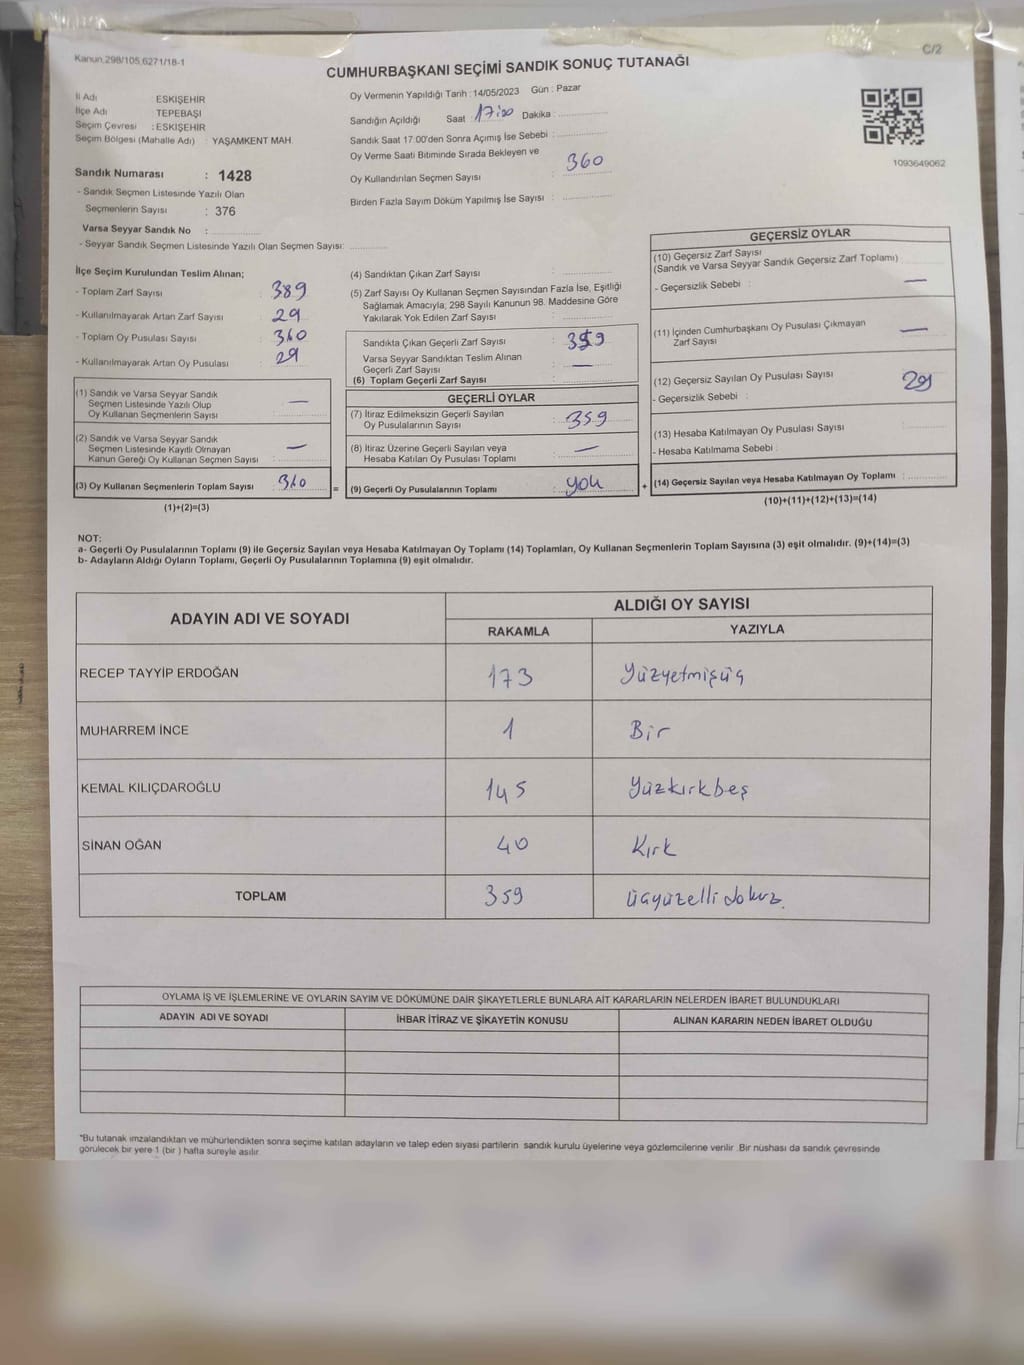 Kanun.298/105.6271/18-1
C/2
CUMHURBAŞKANI SEÇİMİ SANDIK SONUÇ TUTANAĞI
İl Adı ESKİŞEHİR
İlçe Adı TEPEBAŞI
Seçim Çevresi : ESKİŞEHİR
Seçim Bölgesi (Mahalle Adı) : YAŞAMKENT MAH.
Sandık Numarası : 1428
- Sandık Seçmen Listesinde Yazılı Olan
Seçmenlerin Sayısı : 376
Varsa Seyyar Sandık No :
- Seyyar Sandık Seçmen Listesinde Yazılı Olan Seçmen Sayısı:
Oy Vermenin Yapıldığı Tarih : 14/05/2023 Gün : Pazar
Sandığın Açıldığı Saat : 17:00 Dakika :
Sandık Saat 17:00'den Sonra Açımış İse Sebebi :
Oy Verme Saati Bitiminde Sırada Bekleyen ve
Oy Kullandırılan Seçmen Sayısı : 360
Birden Fazla Sayım Döküm Yapılmış İse Sayısı :
1093649062
İlçe Seçim Kurulundan Teslim Alınan;
- Toplam Zarf Sayısı : 389
- Kullanılmayarak Artan Zarf Sayısı : 29
- Toplam Oy Pusulası Sayısı : 360
- Kullanılmayarak Artan Oy Pusulası : 29
(1) Sandık ve Varsa Seyyar Sandık
Seçmen Listesinde Yazılı Olup
Oy Kullanan Seçmenlerin Sayısı : —
(2) Sandık ve Varsa Seyyar Sandık
Seçmen Listesinde Kayıtlı Olmayan
Kanun Gereği Oy Kullanan Seçmen Sayısı : —
(3) Oy Kullanan Seçmenlerin Toplam Sayısı : 360
(1)+(2)=(3)
(4) Sandıktan Çıkan Zarf Sayısı :
(5) Zarf Sayısı Oy Kullanan Seçmen Sayısından Fazla İse, Eşitliği
Sağlamak Amacıyla; 298 Sayılı Kanunun 98. Maddesine Göre
Yakılarak Yok Edilen Zarf Sayısı :
Sandıkta Çıkan Geçerli Zarf Sayısı : 359
Varsa Seyyar Sandıktan Teslim Alınan
Geçerli Zarf Sayısı : —
(6) Toplam Geçerli Zarf Sayısı :
GEÇERLİ OYLAR
(7) İtiraz Edilmeksizin Geçerli Sayılan
Oy Pusulalarının Sayısı : 359
(8) İtiraz Üzerine Geçerli Sayılan veya
Hesaba Katılan Oy Pusulası Toplamı : —
= (9) Geçerli Oy Pusulalarının Toplamı : yok +
GEÇERSİZ OYLAR
(10) Geçersiz Zarf Sayısı
(Sandık ve Varsa Seyyar Sandık Geçersiz Zarf Toplamı)
- Geçersizlik Sebebi : —
(11) İçinden Cumhurbaşkanı Oy Pusulası Çıkmayan
Zarf Sayısı —
(12) Geçersiz Sayılan Oy Pusulası Sayısı 29
- Geçersizlik Sebebi :
(13) Hesaba Katılmayan Oy Pusulası Sayısı
- Hesaba Katılmama Sebebi :
(14) Geçersiz Sayılan veya Hesaba Katılmayan Oy Toplamı :
(10)+(11)+(12)+(13)=(14)
NOT:
a- Geçerli Oy Pusulalarının Toplamı (9) ile Geçersiz Sayılan veya Hesaba Katılmayan Oy Toplamı (14) Toplamları, Oy Kullanan Seçmenlerin Toplam Sayısına (3) eşit olmalıdır. (9)+(14)=(3)
b- Adayların Aldığı Oyların Toplamı, Geçerli Oy Pusulalarının Toplamına (9) eşit olmalıdır.
ADAYIN ADI VE SOYADI ALDIĞI OY SAYISI
RAKAMLA YAZIYLA
RECEP TAYYİP ERDOĞAN 173 Yüzyetmişüç
MUHARREM İNCE 1 Bir
KEMAL KILIÇDAROĞLU 145 Yüzkırkbeş
SİNAN OĞAN 40 Kırk
TOPLAM 359 üçyüzellidokuz.
OYLAMA İŞ VE İŞLEMLERİNE VE OYLARIN SAYIM VE DÖKÜMÜNE DAİR ŞİKAYETLERLE BUNLARA AİT KARARLARIN NELERDEN İBARET BULUNDUKLARI
ADAYIN ADI VE SOYADI İHBAR İTİRAZ VE ŞİKAYETİN KONUSU ALINAN KARARIN NEDEN İBARET OLDUĞU
*Bu tutanak imzalandıktan ve mühürlendikten sonra seçime katılan adayların ve talep eden siyasi partilerin sandık kurulu üyelerine veya gözlemcilerine verilir. Bir nüshası da sandık çevresinde
görülecek bir yere 1 (bir) hafta süreyle asılır.